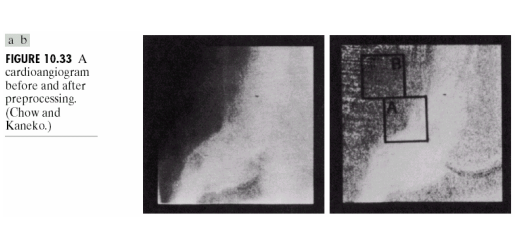 a b
FIGURE 10.33 A
cardioangiogram
before and after
preprocessing.
(Chow and
Kaneko.)
B
A